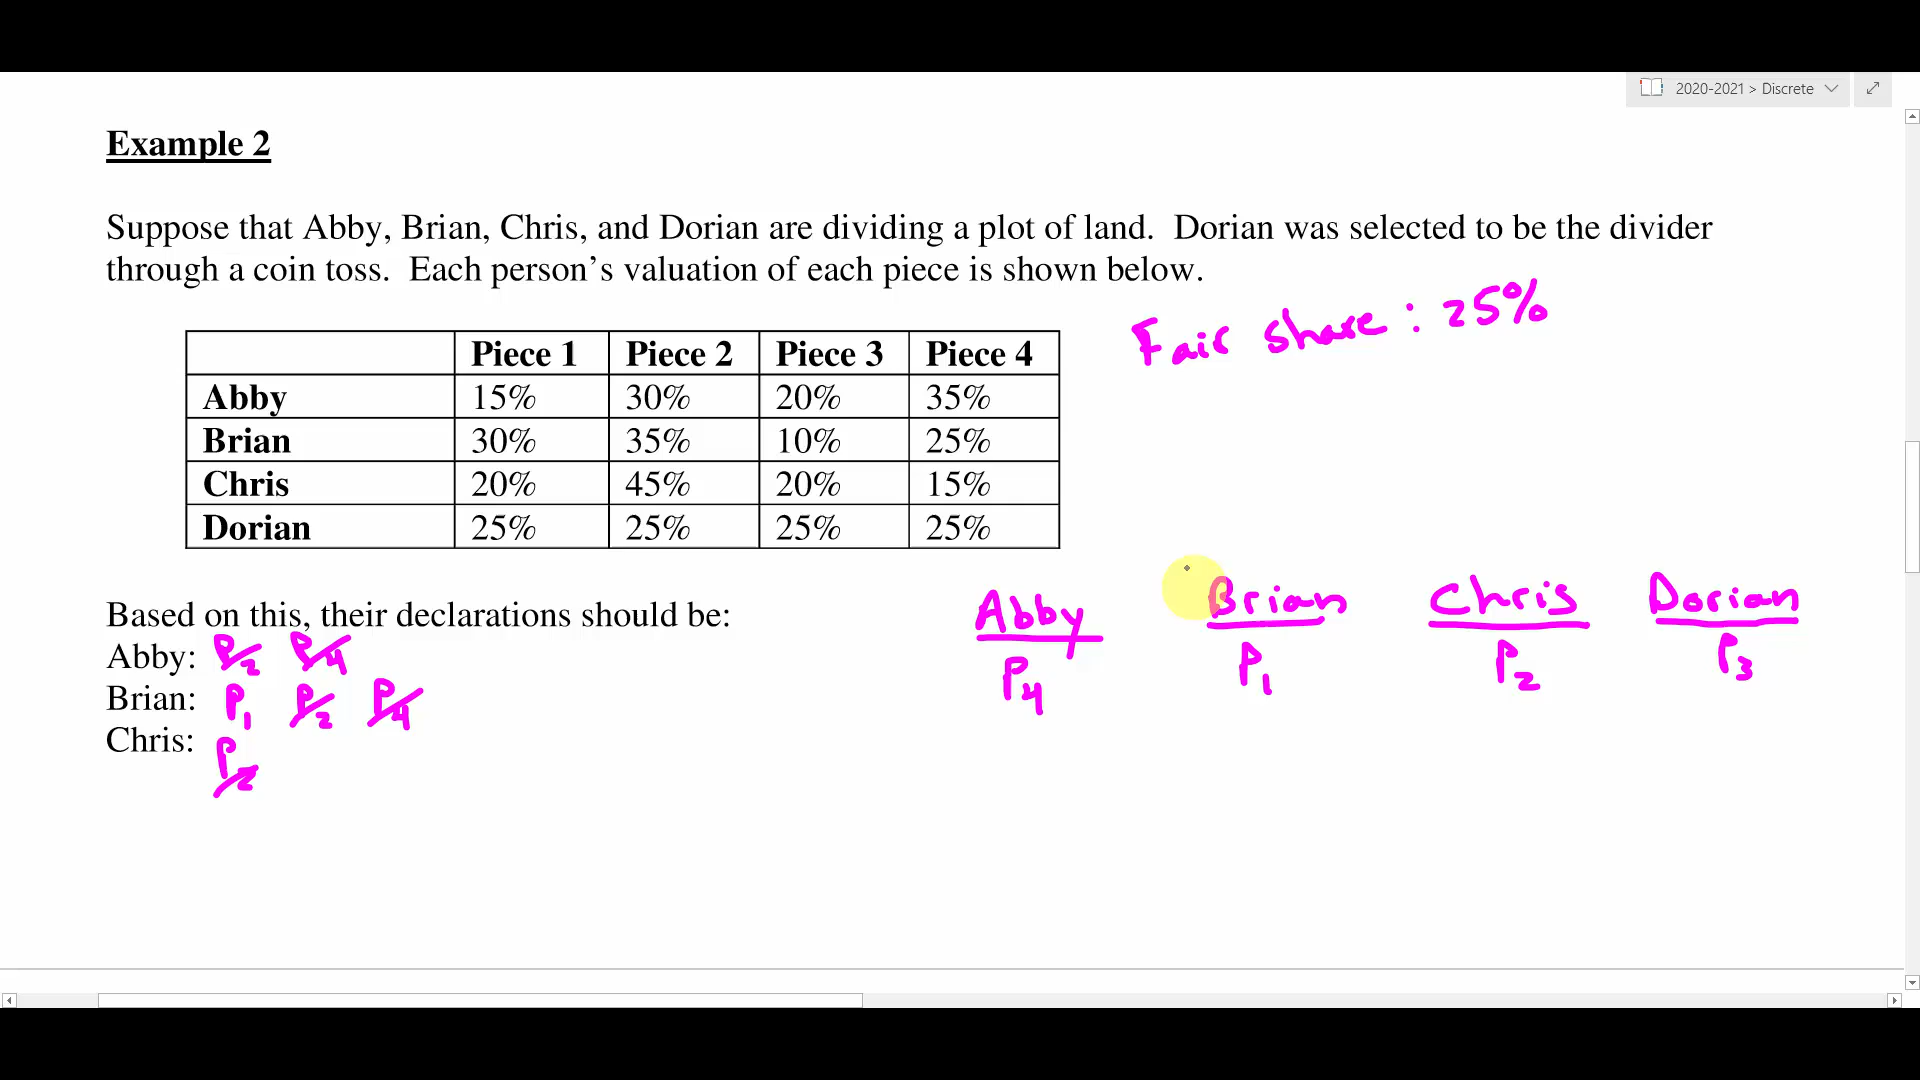 2020-2021 > Discrete
Example 2
Suppose that Abby, Brian, Chris, and Dorian are dividing a plot of land. Dorian was selected to be the divider
through a coin toss. Each person’s valuation of each piece is shown below.
Fair share: 25%
Piece 1 Piece 2 Piece 3 Piece 4
Abby 15% 30% 20% 35%
Brian 30% 35% 10% 25%
Chris 20% 45% 20% 15%
Dorian 25% 25% 25% 25%
Based on this, their declarations should be:
Abby: P2 P4
Brian: P1 P2 P4
Chris: P2
Abby Brian Chris Dorian
P4 P1 P2 P3